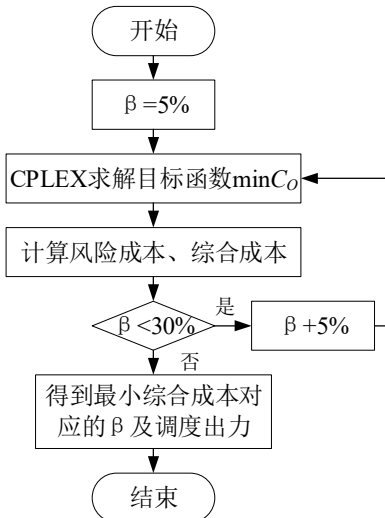 开始
β=5%
CPLEX求解目标函数minC_O
计算风险成本、综合成本
β<30%
是
β+5%
否
得到最小综合成本对
应的β及调度出力
结束